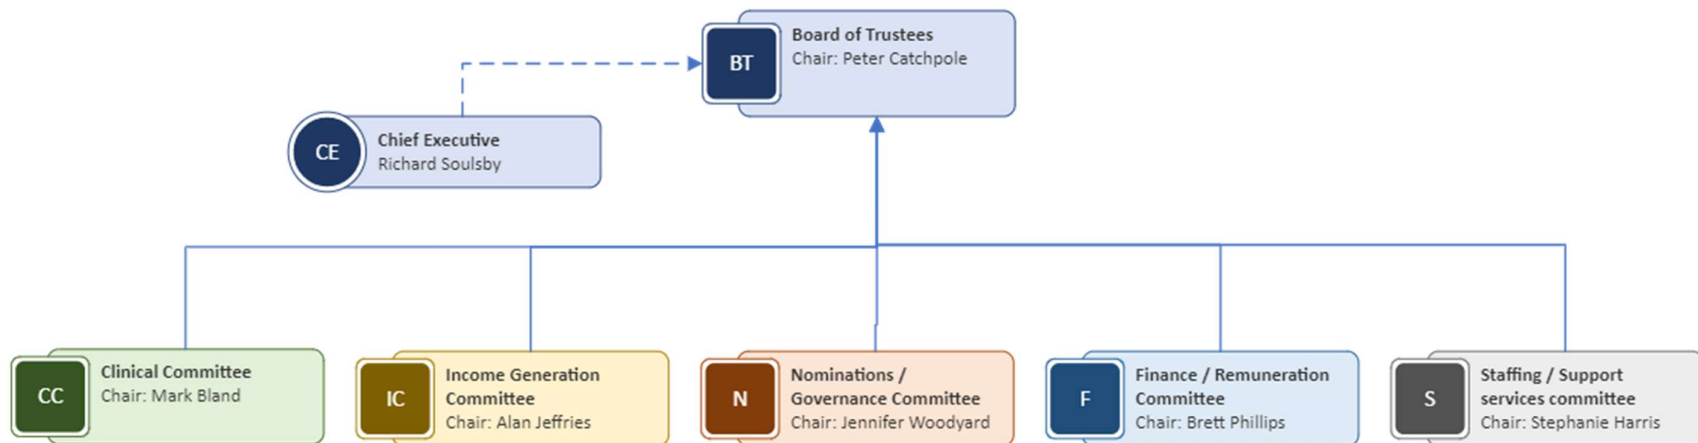 BT
Board of Trustees
Chair: Peter Catchpole
CE
Chief Executive
Richard Soulsby
CC
Clinical Committee
Chair: Mark Bland
IC
Income Generation
Committee
Chair: Alan Jeffries
N
Nominations /
Governance Committee
Chair: Jennifer Woodyard
F
Finance / Remuneration
Committee
Chair: Brett Phillips
S
Staffing / Support
services committee
Chair: Stephanie Harris